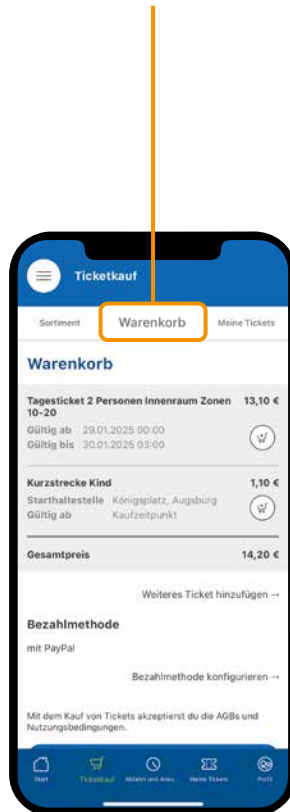 Ticketkauf
Sortiment Warenkorb Meine Tickets
Warenkorb
Tagesticket 2 Personen Innenraum Zonen 13,10 €
10-20
Gültig ab 29.01.2025 00:00
Gültig bis 30.01.2025 03:00
Kurzstrecke Kind 1,10 €
Starthaltestelle Königsplatz, Augsburg
Gültig ab Kaufzeitpunkt
Gesamtpreis 14,20 €
Weiteres Ticket hinzufügen →
Bezahlmethode
mit PayPal
Bezahlmethode konfigurieren →
Mit dem Kauf von Tickets akzeptierst du die AGBs und
Nutzungsbedingungen.
Start Ticketkauf Meine Tickets Profil